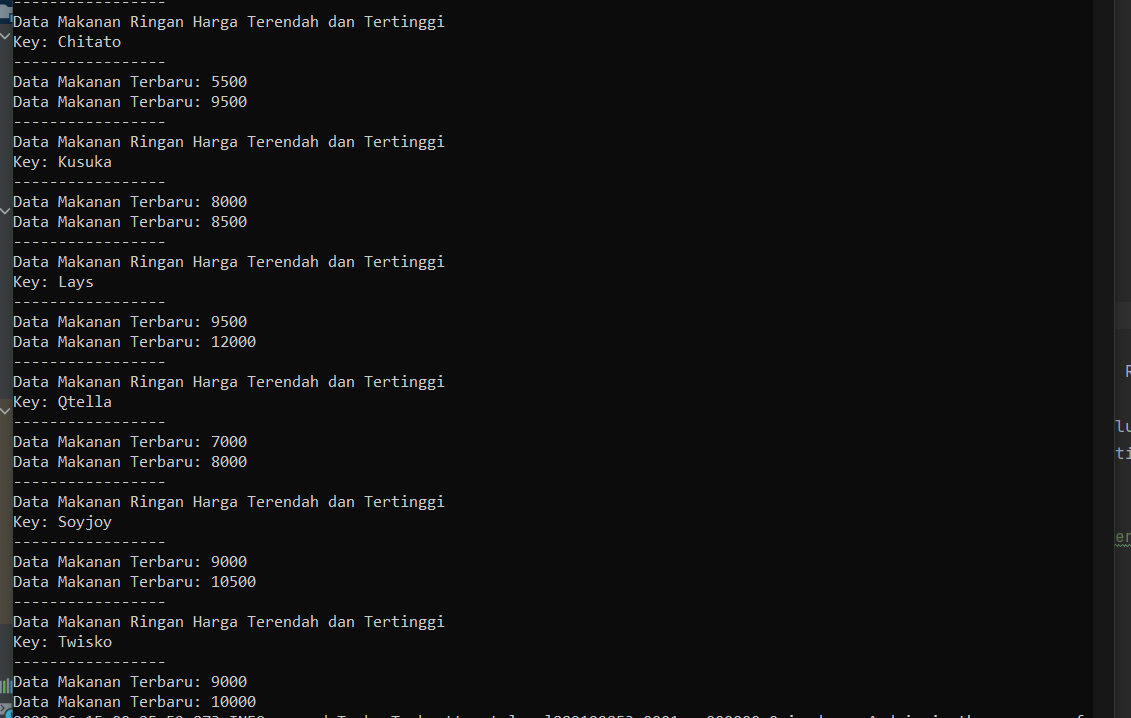 -----------------
Data Makanan Ringan Harga Terendah dan Tertinggi
Key: Chitato
-----------------
Data Makanan Terbaru: 5500
Data Makanan Terbaru: 9500
-----------------
Data Makanan Ringan Harga Terendah dan Tertinggi
Key: Kusuka
-----------------
Data Makanan Terbaru: 8000
Data Makanan Terbaru: 8500
-----------------
Data Makanan Ringan Harga Terendah dan Tertinggi
Key: Lays
-----------------
Data Makanan Terbaru: 9500
Data Makanan Terbaru: 12000
-----------------
Data Makanan Ringan Harga Terendah dan Tertinggi
Key: Qtella
-----------------
Data Makanan Terbaru: 7000
Data Makanan Terbaru: 8000
-----------------
Data Makanan Ringan Harga Terendah dan Tertinggi
Key: Soyjoy
-----------------
Data Makanan Terbaru: 9000
Data Makanan Terbaru: 10500
-----------------
Data Makanan Ringan Harga Terendah dan Tertinggi
Key: Twisko
-----------------
Data Makanan Terbaru: 9000
Data Makanan Terbaru: 10000